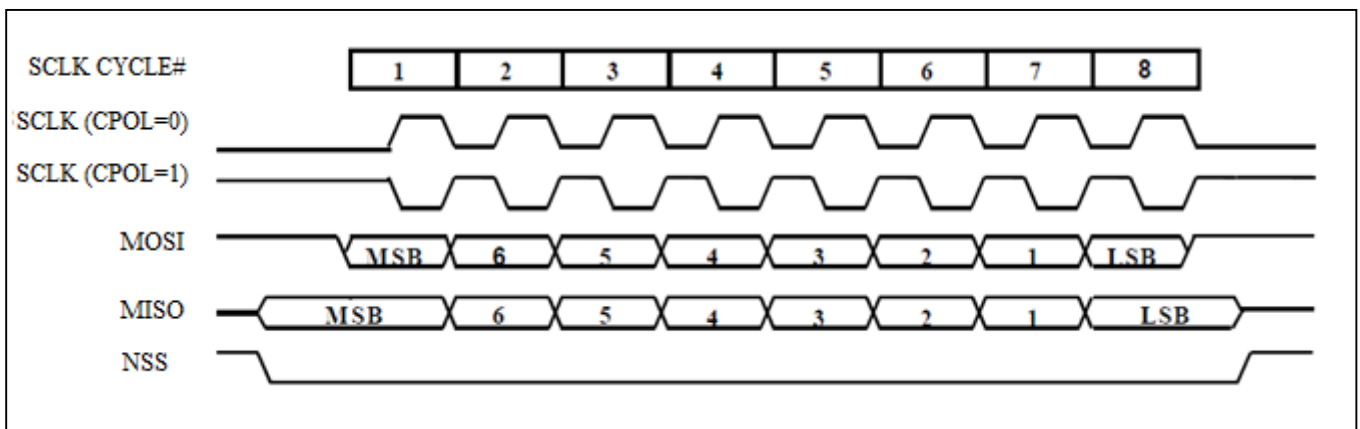 SCLK CYCLE# 1 2 3 4 5 6 7 8
SCLK (CPOL=0)
SCLK (CPOL=1)
MOSI MSB 6 5 4 3 2 1 LSB
MISO MSB 6 5 4 3 2 1 LSB
NSS